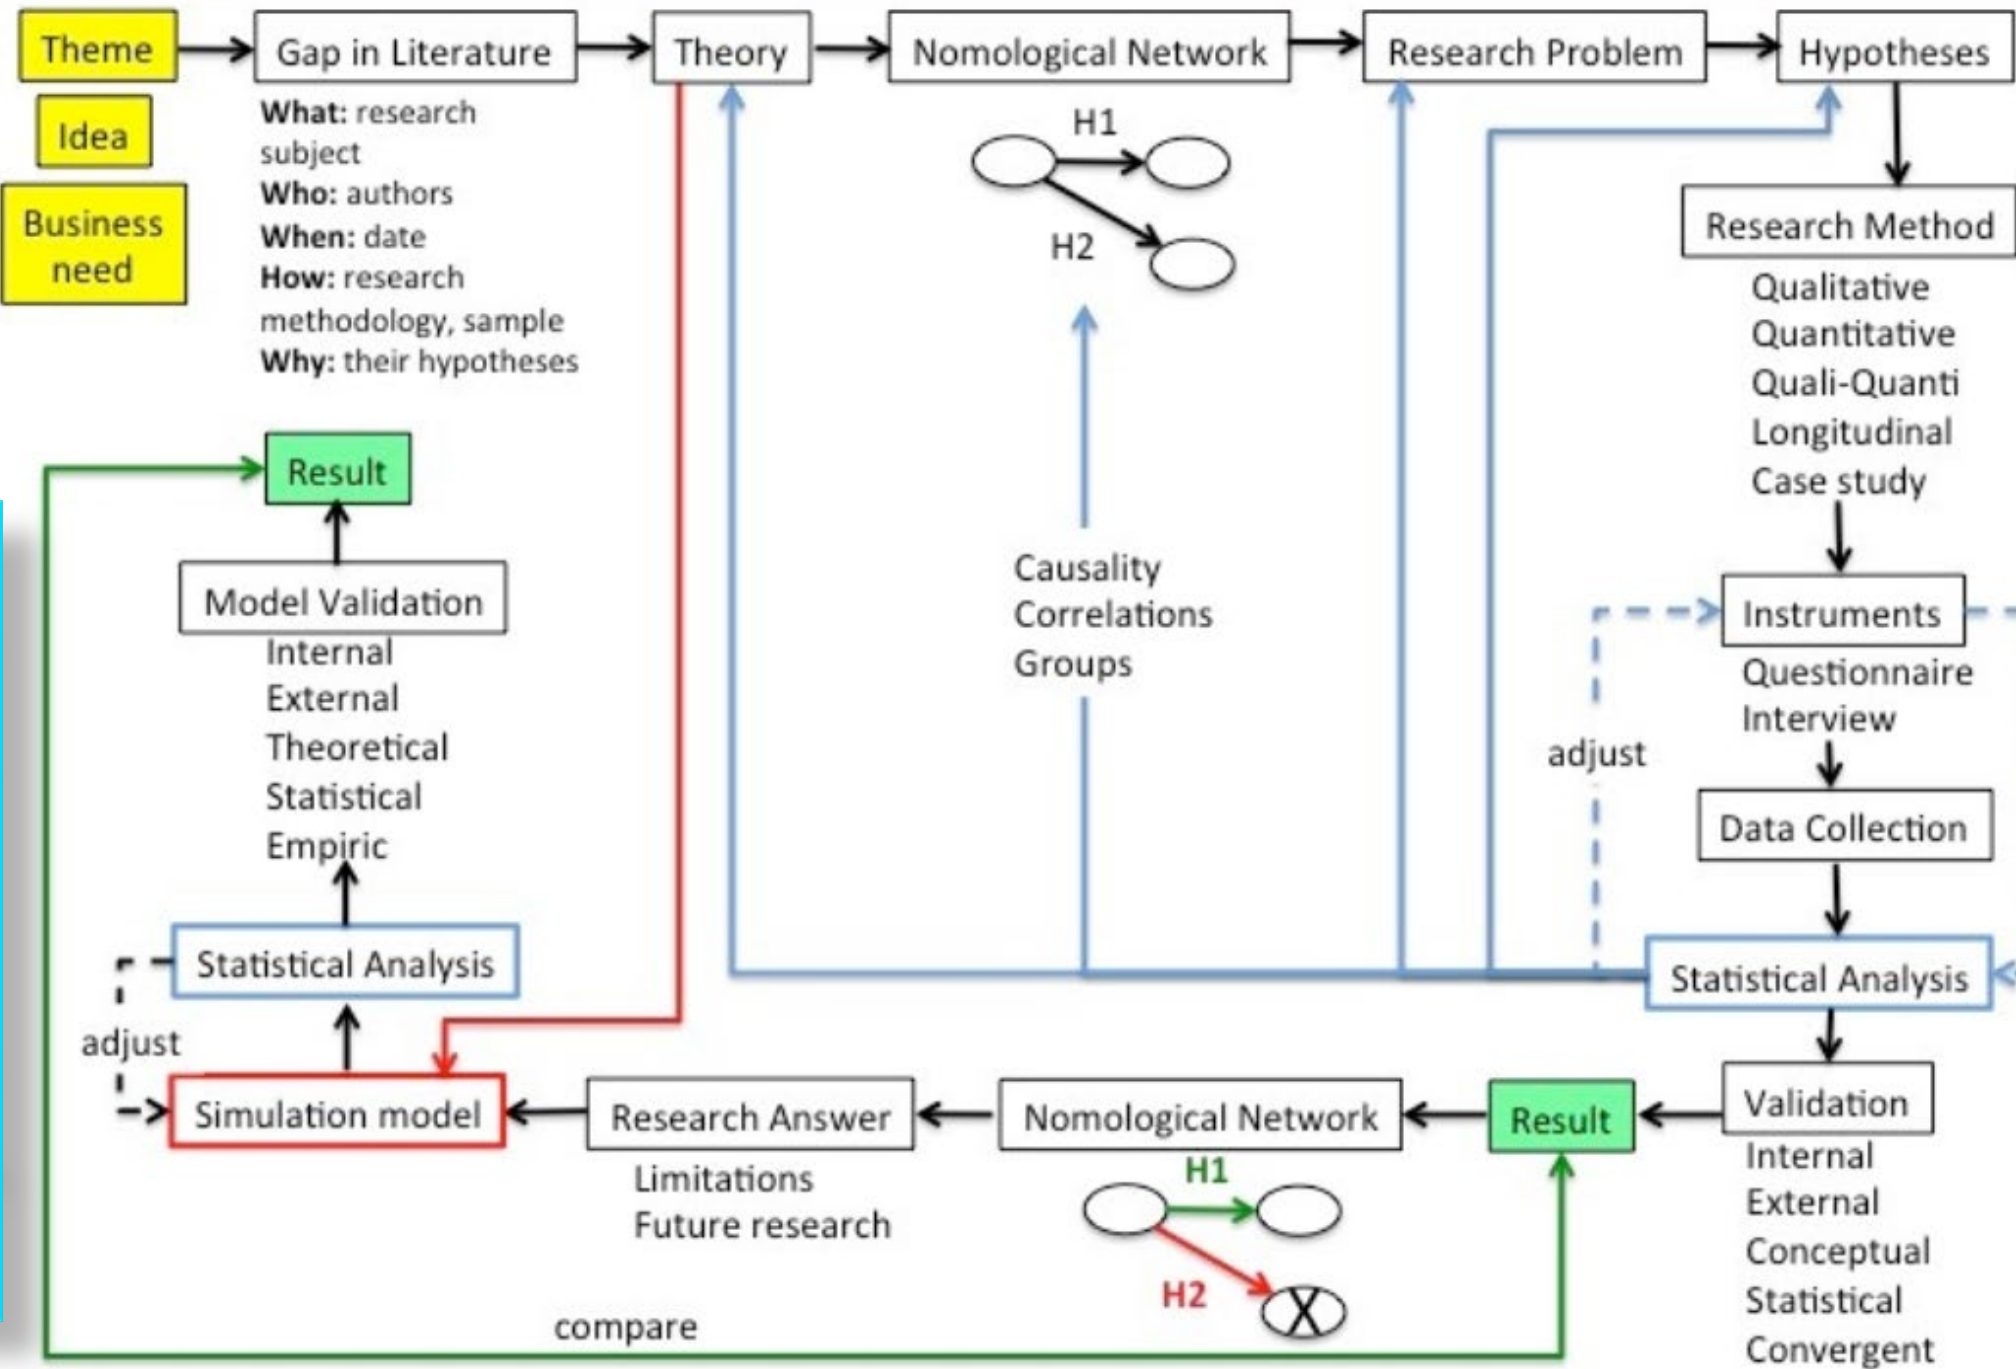 Theme
Gap in Literature
Theory
Nomological Network
Research Problem
Hypotheses
Idea
Business
need
What: research
subject
Who: authors
When: date
How: research
methodology, sample
Why: their hypotheses
H1
H2
Research Method
Qualitative
Quantitative
Quali-Quanti
Longitudinal
Case study
Instruments
Questionnaire
Interview
adjust
Data Collection
Statistical Analysis
Causality
Correlations
Groups
Validation
Internal
External
Conceptual
Statistical
Convergent
Result
Nomological Network
H1
H2
Research Answer
Limitations
Future research
Simulation model
adjust
Statistical Analysis
Model Validation
Internal
External
Theoretical
Statistical
Empiric
Result
compare